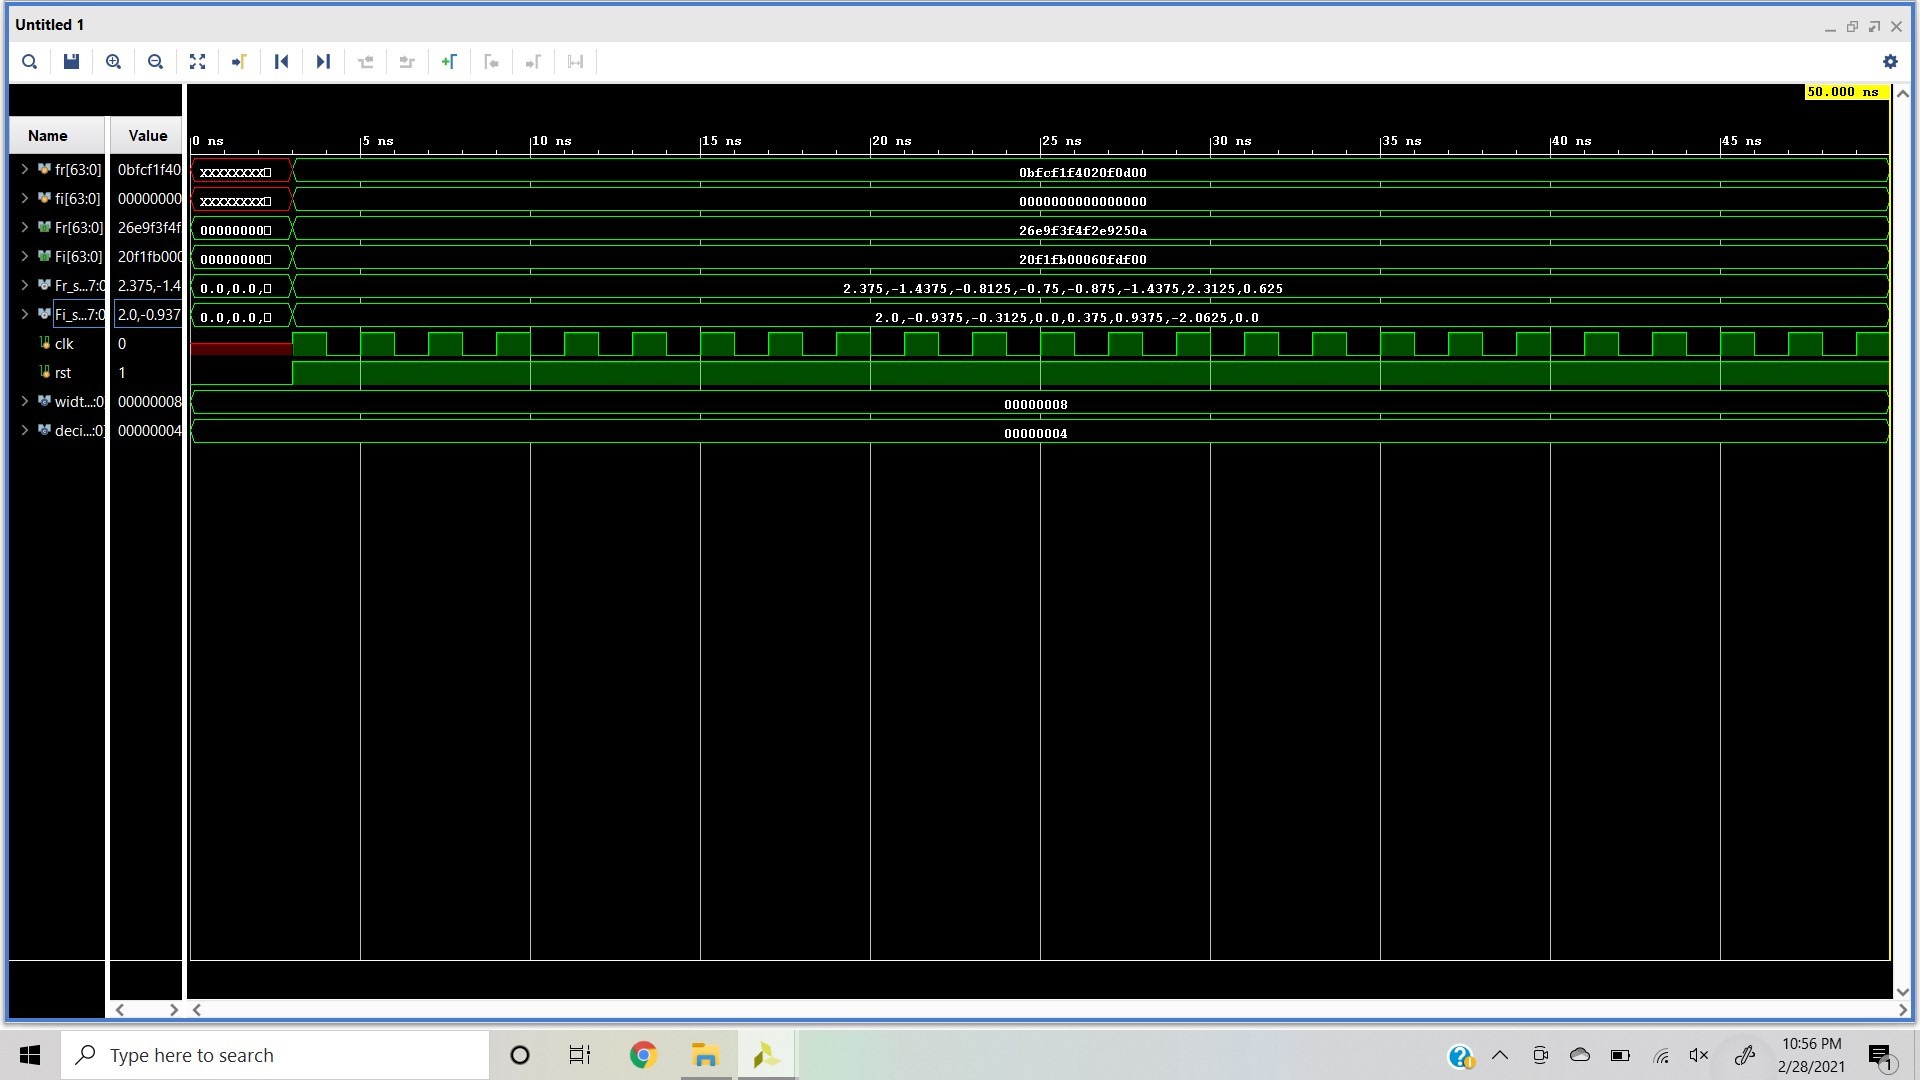 Untitled 1
50.000 ns
Name Value
0 ns 5 ns 10 ns 15 ns 20 ns 25 ns 30 ns 35 ns 40 ns 45 ns
fr[63:0] 0bfcf1f40 XXXXXXXX 0bfcf1f4020f0d00
fi[63:0] 00000000 XXXXXXXX 0000000000000000
Fr[63:0] 26e9f3f4f 00000000 26e9f3f4f2e9250a
Fi[63:0] 20f1fb000 00000000 20f1fb00060fdf00
Fr_s...7:0 2.375,-1.4 0.0,0.0, 2.375,-1.4375,-0.8125,-0.75,-0.875,-1.4375,2.3125,0.625
Fi_s...7:0 2.0,-0.937 0.0,0.0, 2.0,-0.9375,-0.3125,0.0,0.375,0.9375,-2.0625,0.0
clk 0
rst 1
widt...:0 00000008 00000008
deci...:0] 00000004 00000004
Type here to search
10:56 PM
2/28/2021
1